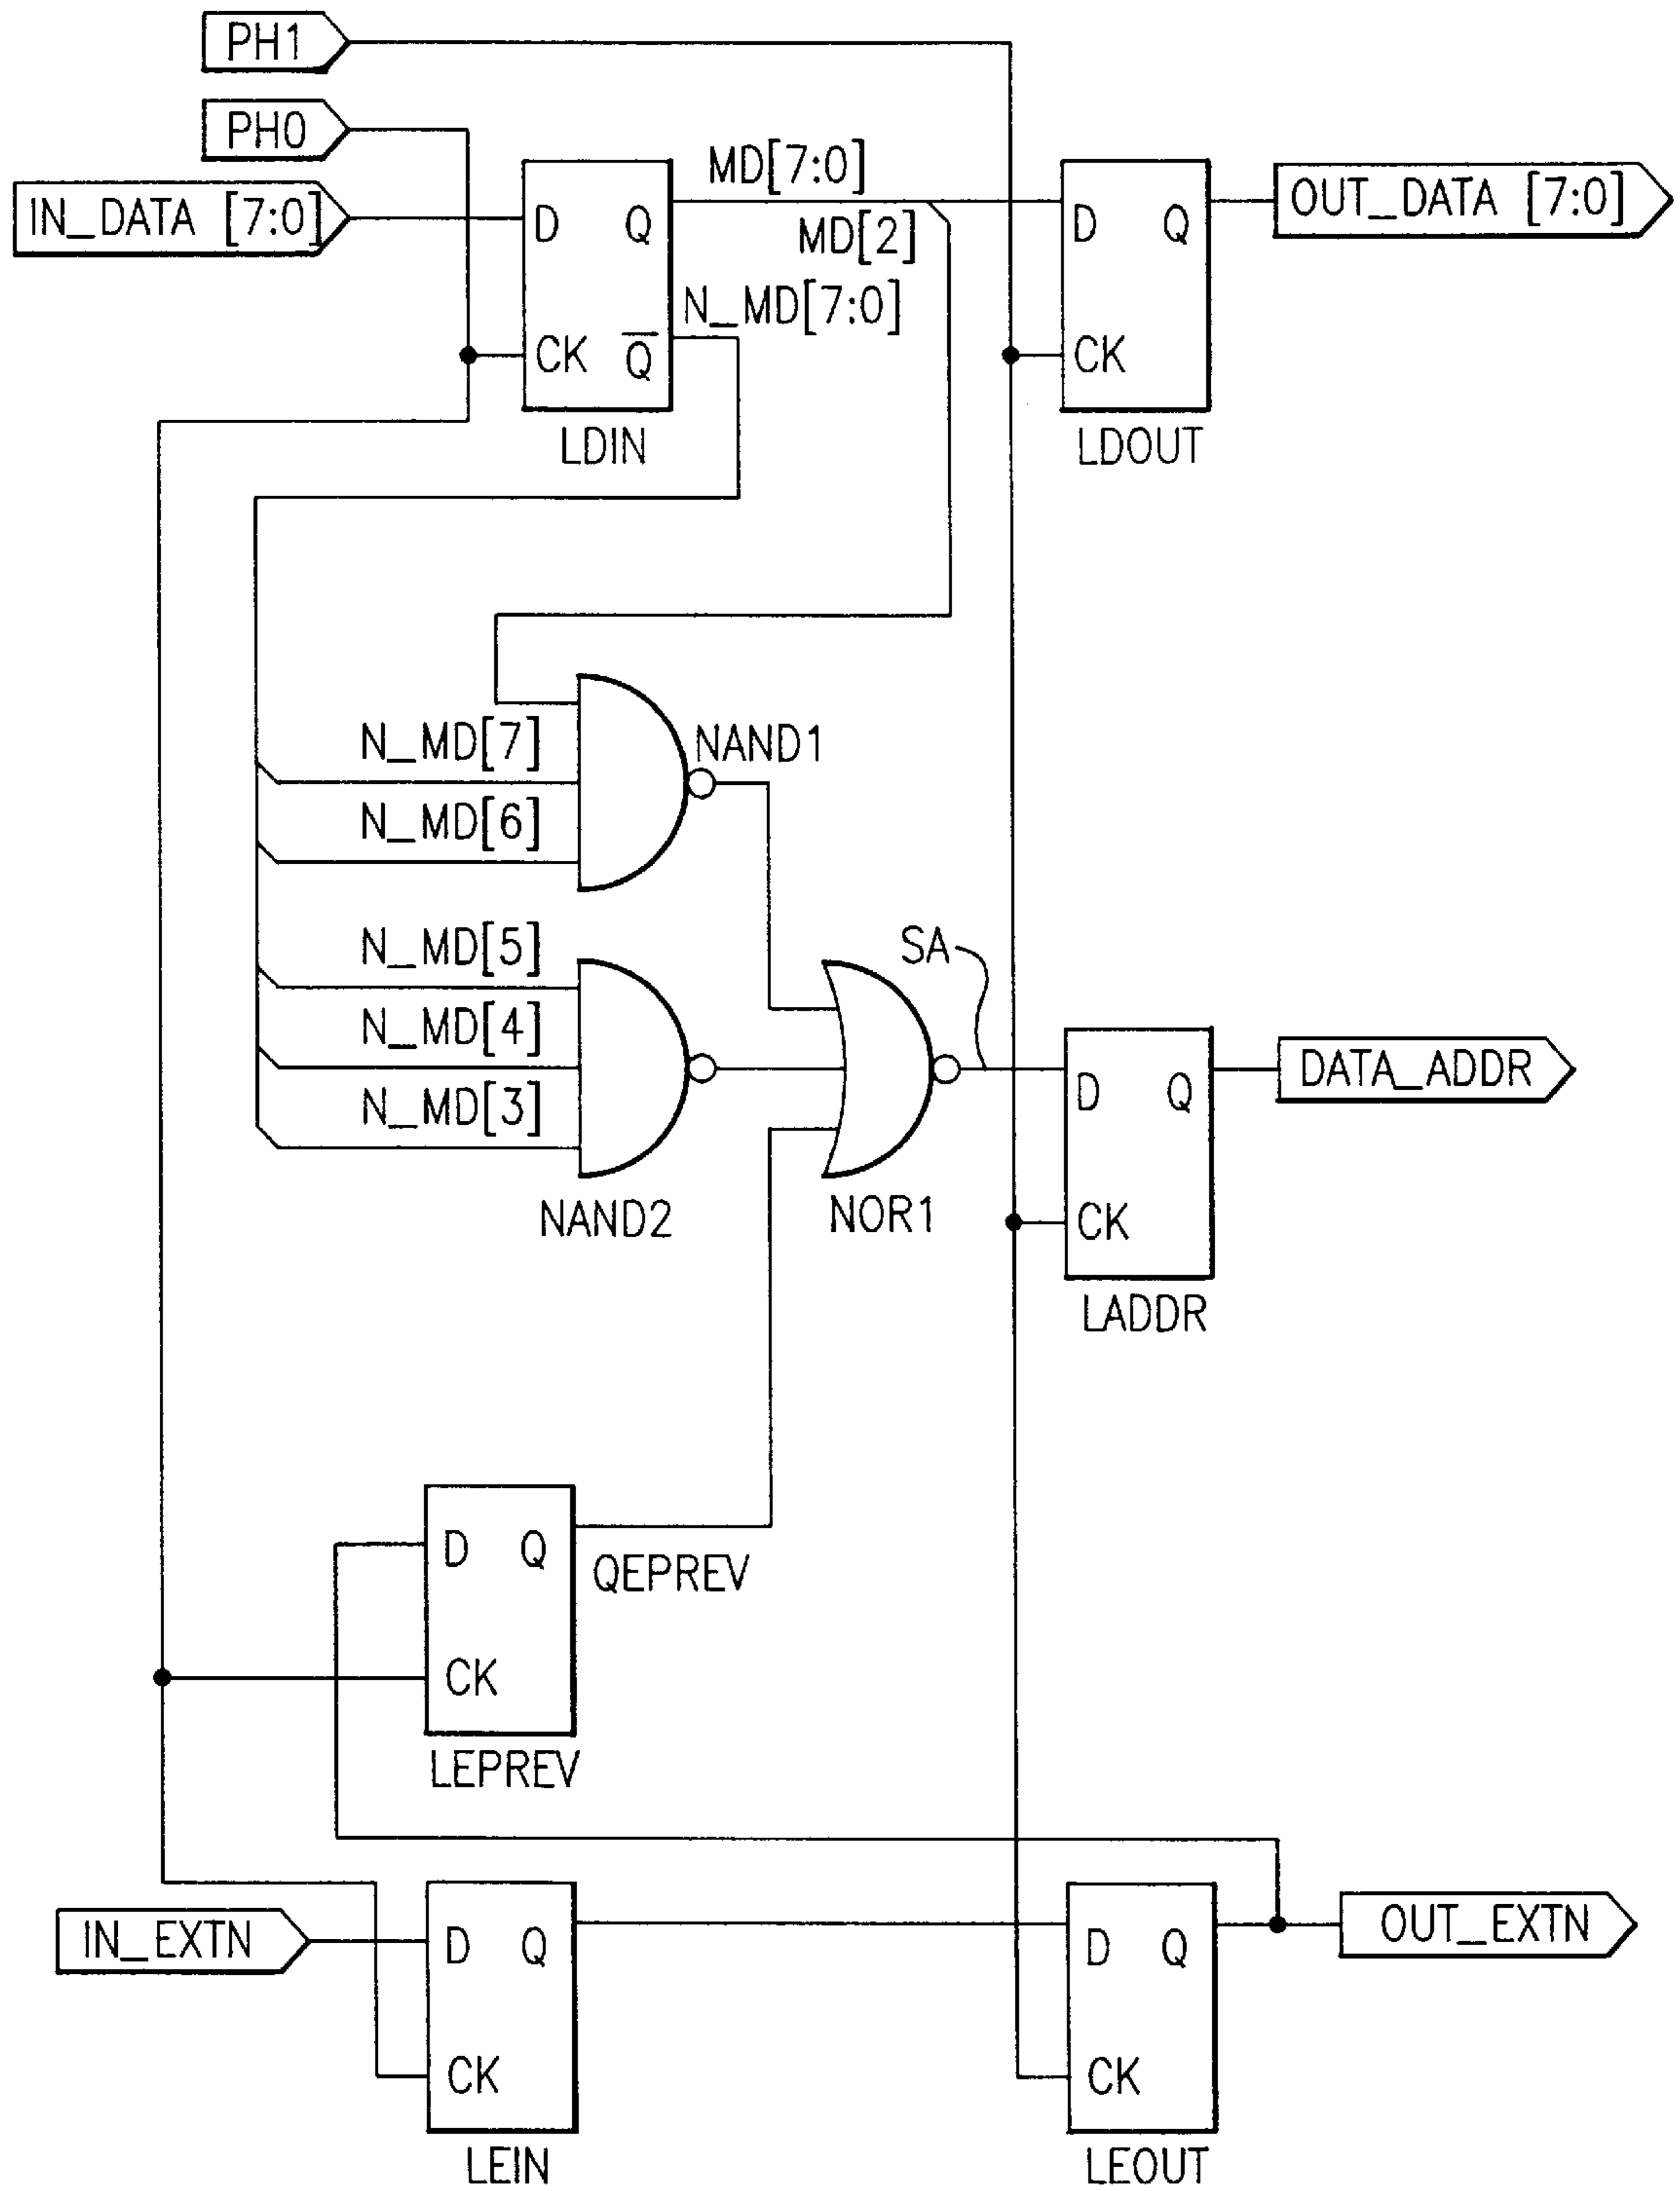 PH1
PH0
IN_DATA [7:0]
MD[7:0]
OUT_DATA [7:0]
D Q
MD[2]
D Q
N_MD[7:0]
CK Q
CK
LDIN
LDOUT
N_MD[7]
NAND1
N_MD[6]
N_MD[5]
SA
N_MD[4]
DATA_ADDR
D Q
N_MD[3]
NAND2
NOR1
CK
LADDR
D Q
QEPREV
CK
LEPREV
IN_EXTN
D Q
D Q
OUT_EXTN
CK
CK
LEIN
LEOUT